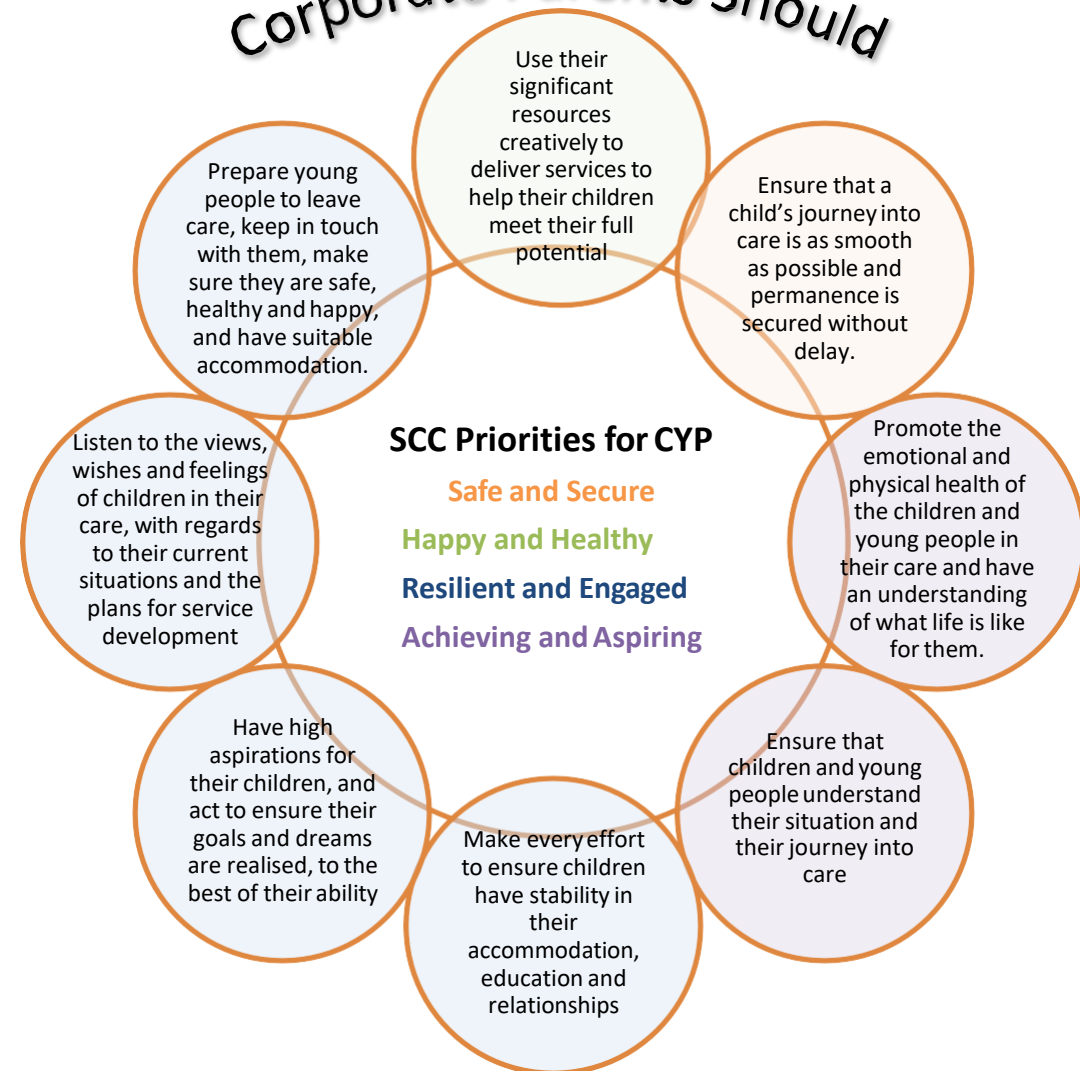 Corporate Parents Should
Use their
significant
resources
creatively to
deliver services to
help their children
meet their full
potential
Ensure that a
child’s journey into
care is as smooth
as possible and
permanence is
secured without
delay.
Promote the
emotional and
physical health of
the children and
young people in
their care and have
an understanding
of what life is like
for them.
Ensure that
children and young
people understand
their situation and
their journey into
care
Make every effort
to ensure children
have stability in
their
accommodation,
education and
relationships
Have high
aspirations for
their children, and
act to ensure their
goals and dreams
are realised, to the
best of their ability
Listen to the views,
wishes and feelings
of children in their
care, with regards
to their current
situations and the
plans for service
development
Prepare young
people to leave
care, keep in touch
with them, make
sure they are safe,
healthy and happy,
and have suitable
accommodation.
SCC Priorities for CYP
Safe and Secure
Happy and Healthy
Resilient and Engaged
Achieving and Aspiring